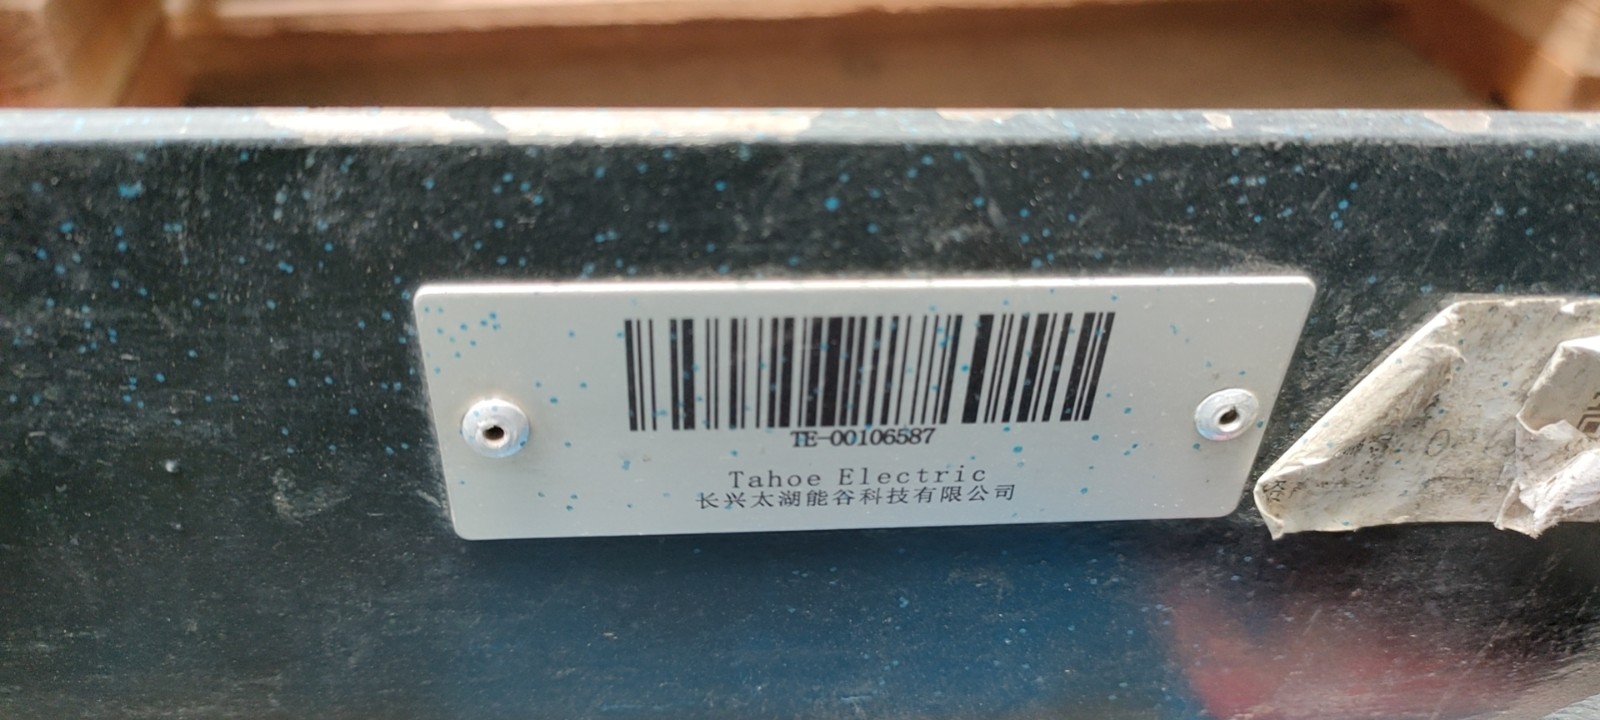 TE-00106587
Tahoe Electric
长兴太湖能谷科技有限公司